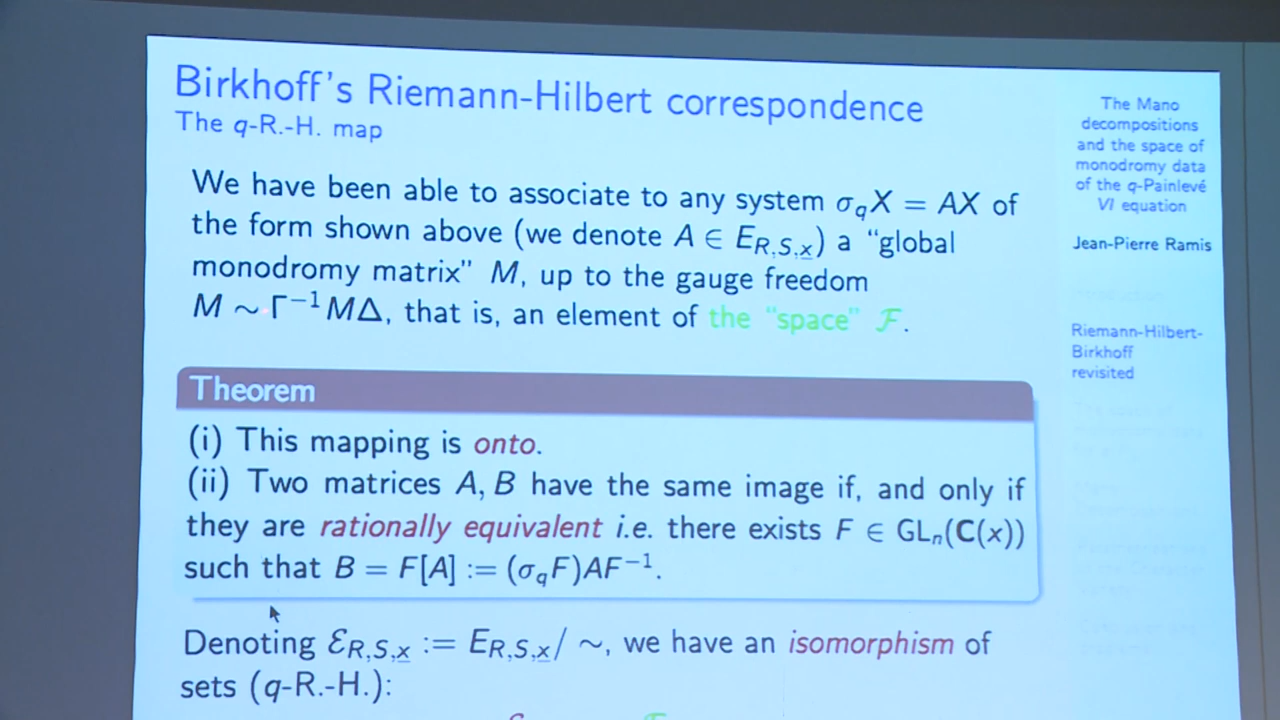 Birkhoff's Riemann-Hilbert correspondence
The q-R.-H. map
We have been able to associate to any system σ_qX = AX of
the form shown above (we denote A ∈ E_{R,S,x}) a “global
monodromy matrix” M, up to the gauge freedom
M ∼ Γ⁻¹MΔ, that is, an element of the “space” ℱ.
Theorem
(i) This mapping is onto.
(ii) Two matrices A, B have the same image if, and only if
they are rationally equivalent i.e. there exists F ∈ GL_n(C(x))
such that B = F[A] := (σ_qF)AF⁻¹.
Denoting ℰ_{R,S,x} := E_{R,S,x}/ ∼, we have an isomorphism of
sets (q-R.-H.):
The Mano
decompositions
and the space of
monodromy data
of the q-Painlevé
VI equation
Jean-Pierre Ramis
Introduction
Riemann-Hilbert-
Birkhoff
revisited